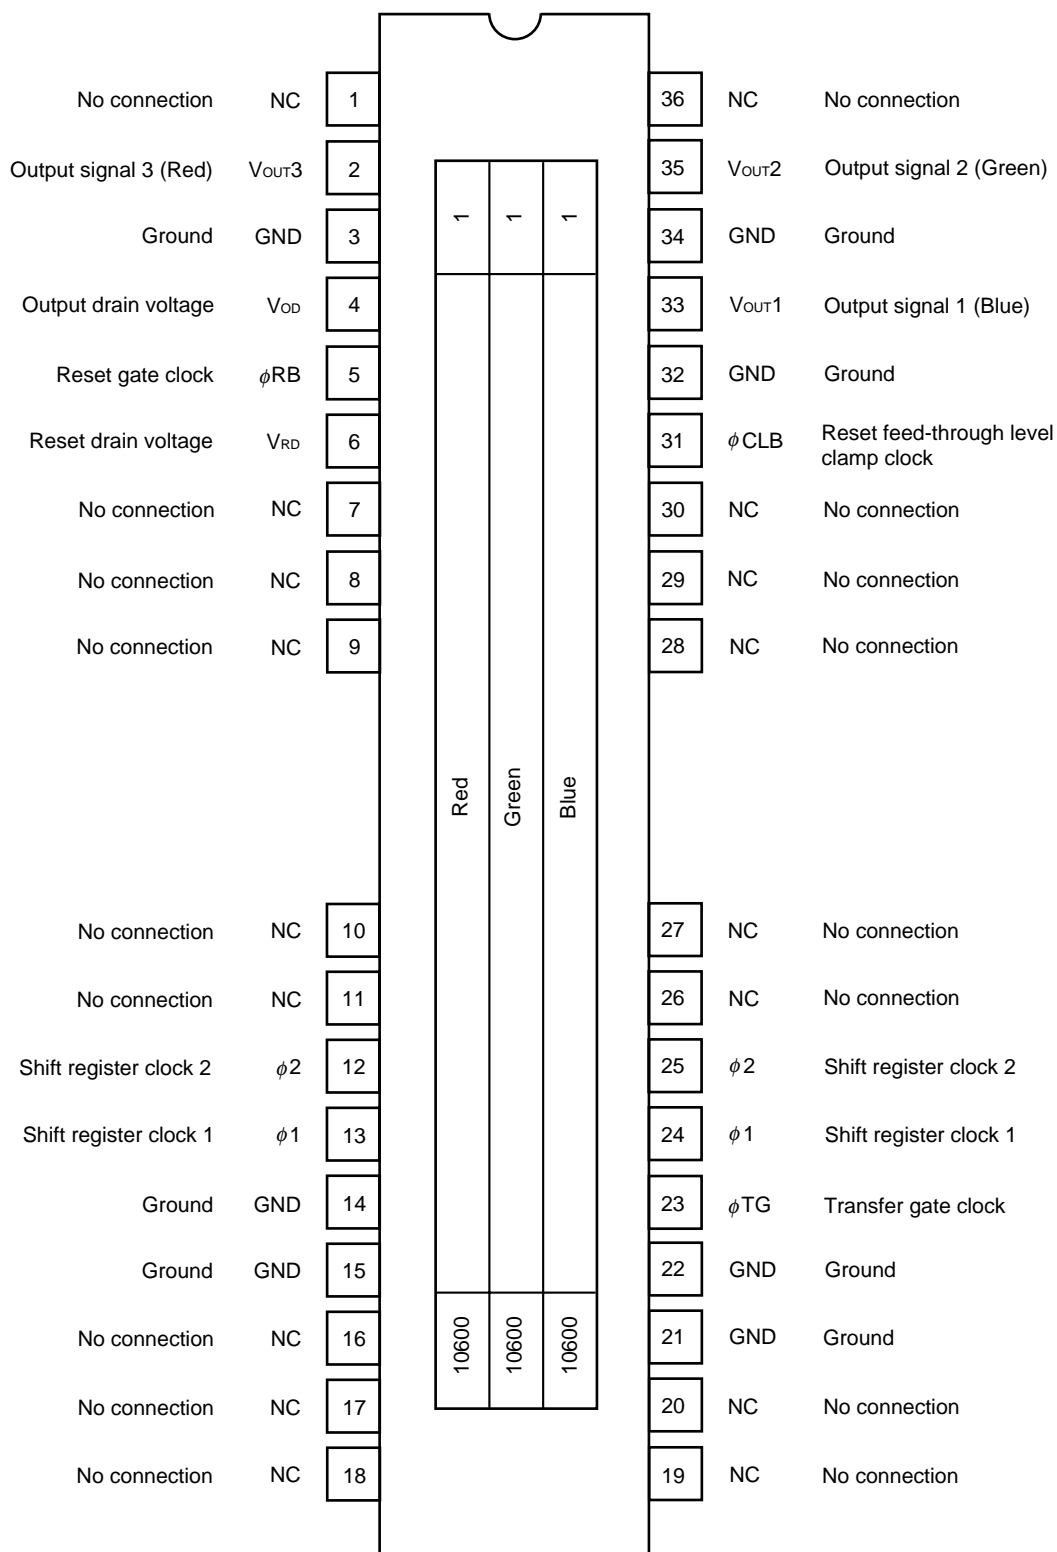 No connection NC 1 36 NC No connection
Output signal 3 (Red) VOUT3 2 35 VOUT2 Output signal 2 (Green)
Ground GND 3 34 GND Ground
Output drain voltage VOD 4 33 VOUT1 Output signal 1 (Blue)
Reset gate clock ϕRB 5 32 GND Ground
Reset drain voltage VRD 6 31 ϕCLB Reset feed-through level
clamp clock
No connection NC 7 30 NC No connection
No connection NC 8 29 NC No connection
No connection NC 9 28 NC No connection
1 1 1
Red Green Blue
10600 10600 10600
No connection NC 10 27 NC No connection
No connection NC 11 26 NC No connection
Shift register clock 2 ϕ2 12 25 ϕ2 Shift register clock 2
Shift register clock 1 ϕ1 13 24 ϕ1 Shift register clock 1
Ground GND 14 23 ϕTG Transfer gate clock
Ground GND 15 22 GND Ground
No connection NC 16 21 GND Ground
No connection NC 17 20 NC No connection
No connection NC 18 19 NC No connection